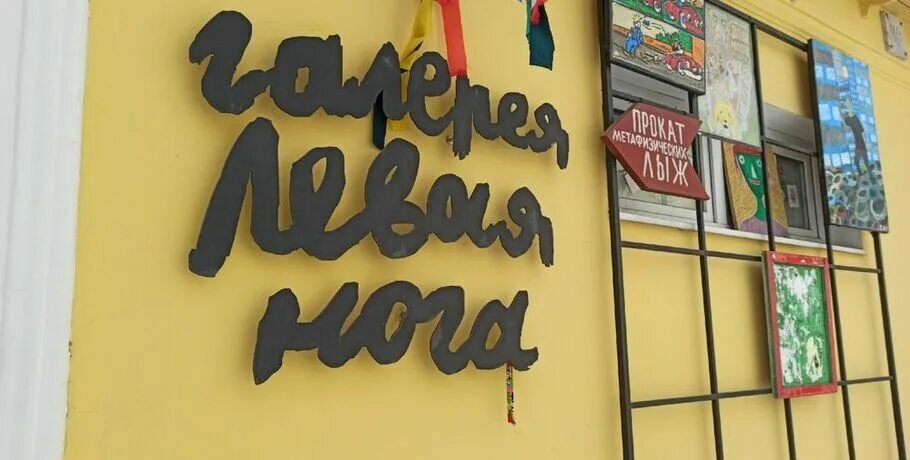 галерея
Левая
нога
ПРОКАТ
МЕТАФИЗИЧЕСКИХ
ЛЫЖ